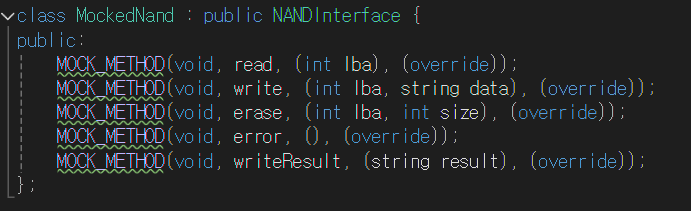 class MockedNand : public NANDInterface {
public:
    MOCK_METHOD(void, read, (int lba), (override));
    MOCK_METHOD(void, write, (int lba, string data), (override));
    MOCK_METHOD(void, erase, (int lba, int size), (override));
    MOCK_METHOD(void, error, (), (override));
    MOCK_METHOD(void, writeResult, (string result), (override));
};